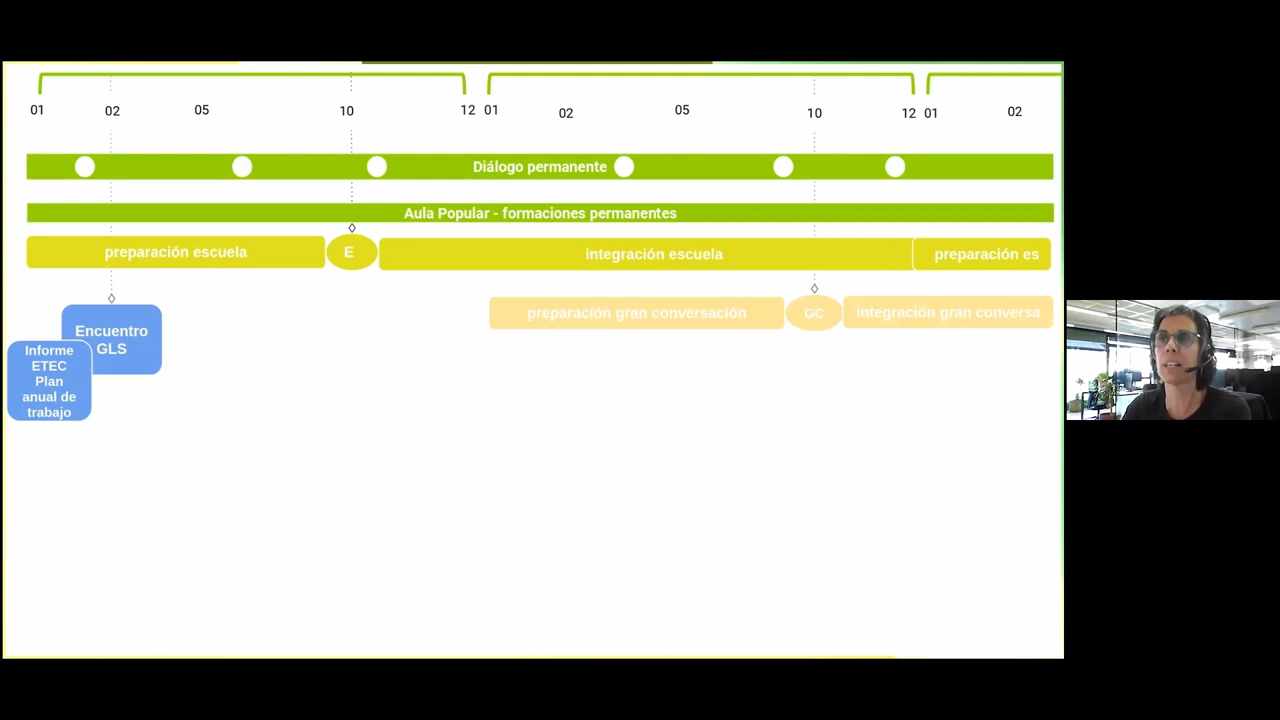 01 02 05 10 12 01 02 05 10 12 01 02
Diálogo permanente
Aula Popular - formaciones permanentes
preparación escuela E integración escuela preparación es
preparación gran conversación GC integración gran conversa
Encuentro
GLS
Informe
ETEC
Plan
anual de
trabajo